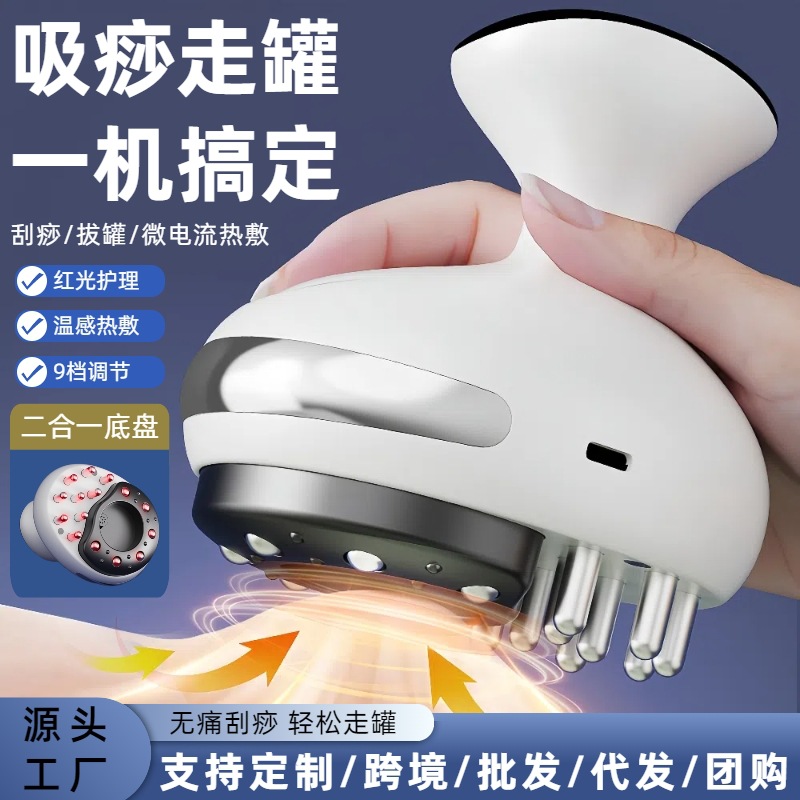 吸痧走罐
一机搞定
刮痧/拔罐/微电流热敷
红光护理
温感热敷
9档调节
二合一底盘
源头
工厂
无痛刮痧 轻松走罐
支持定制/跨境/批发/代发/团购